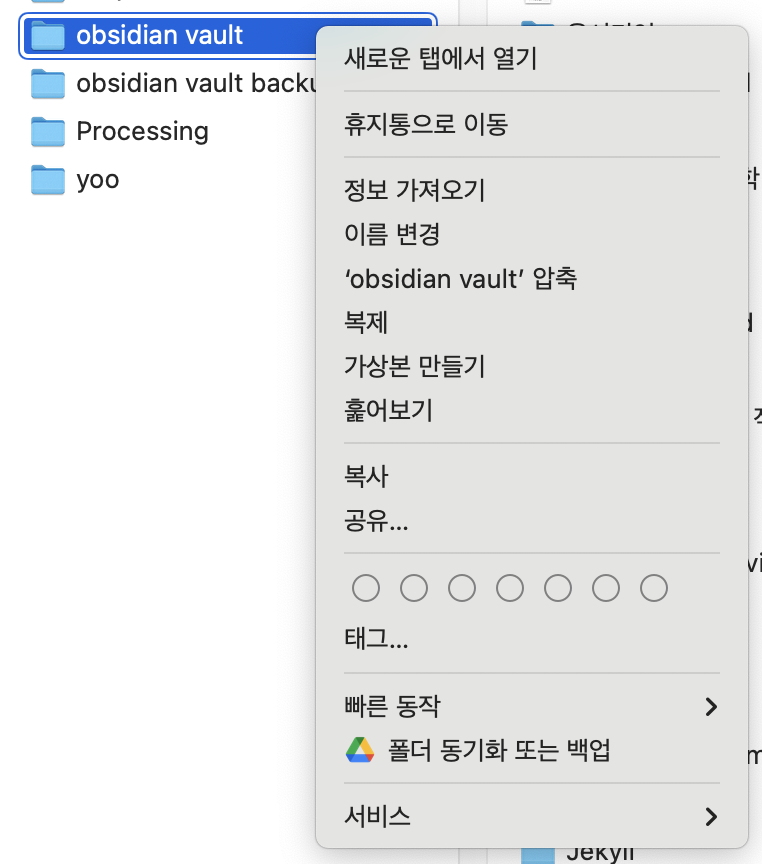 obsidian vault
obsidian vault backu
Processing
yoo
새로운 탭에서 열기
휴지통으로 이동
정보 가져오기
이름 변경
‘obsidian vault’ 압축
복제
가상본 만들기
훑어보기
복사
공유...
태그...
빠른 동작
폴더 동기화 또는 백업
서비스
Jekyll